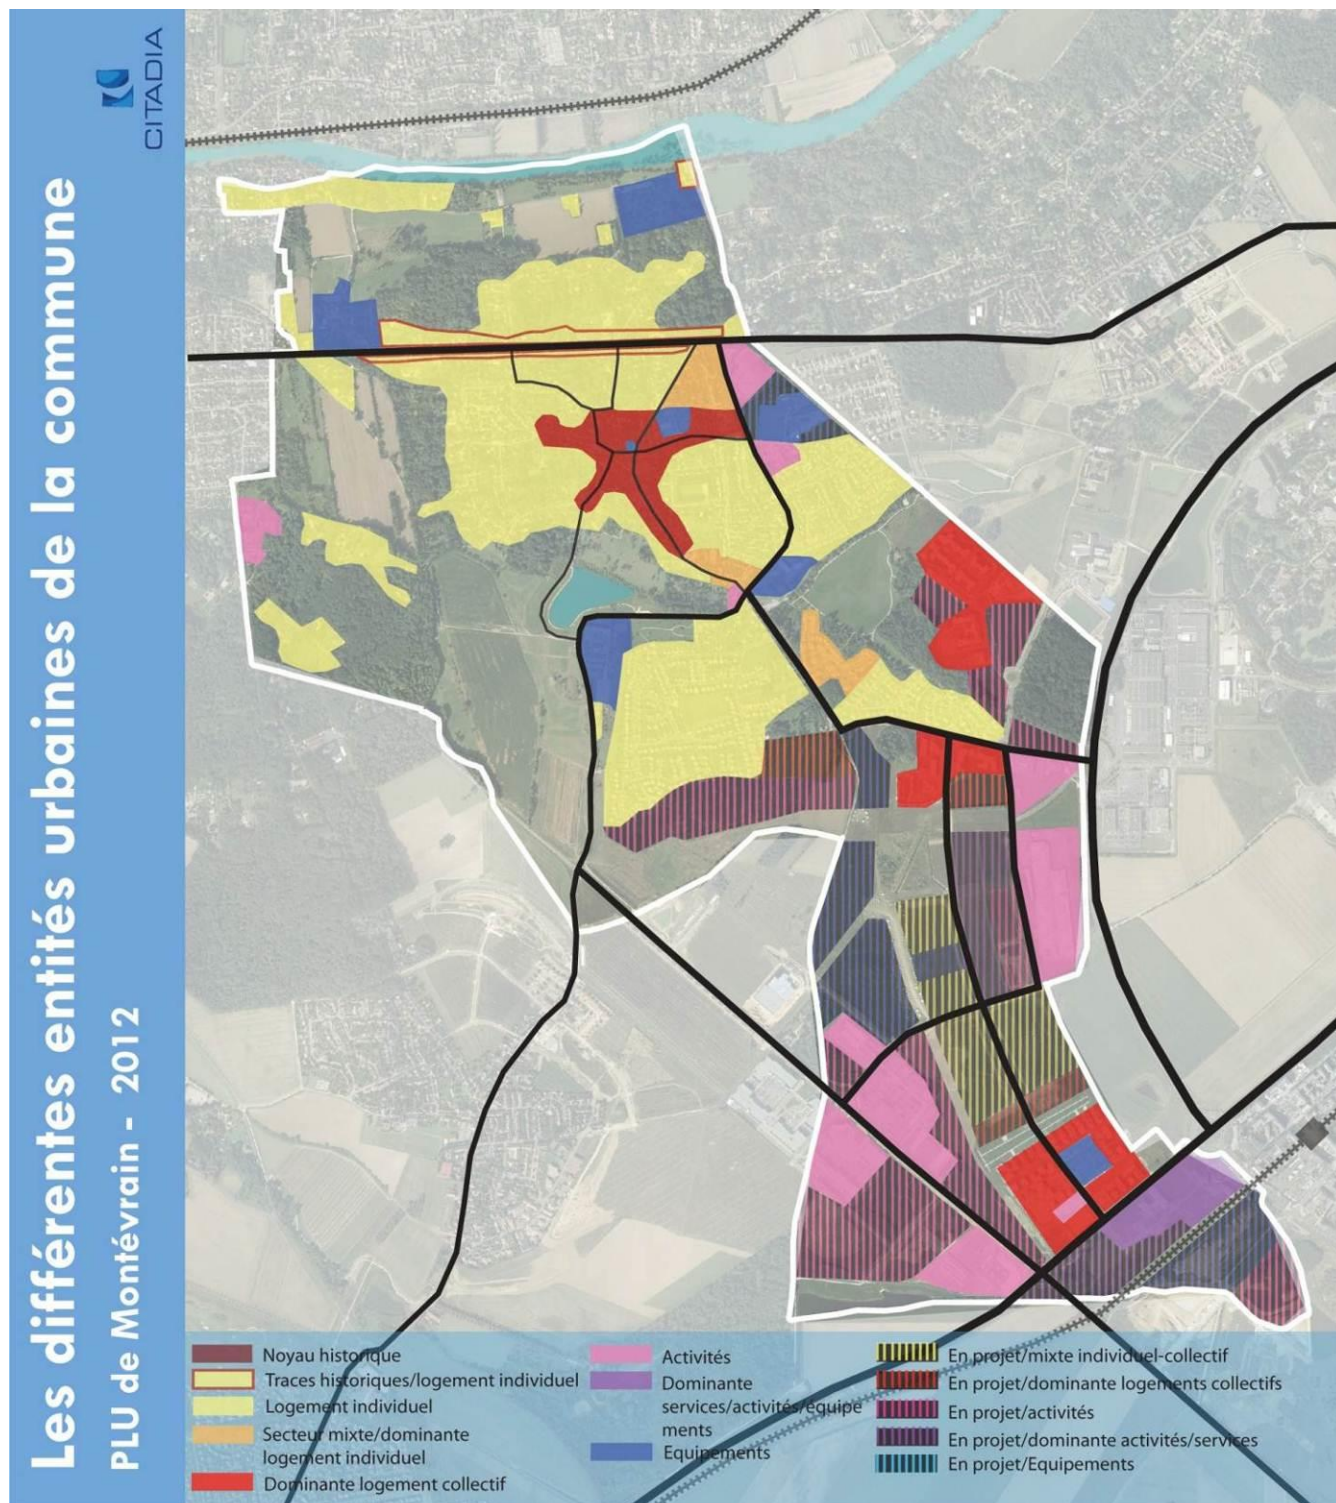 Les différentes entités urbaines de la commune
PLU de Montévrain - 2012
CITADIA
Noyau historique
Traces historiques/logement individuel
Logement individuel
Secteur mixte/dominante
logement individuel
Dominante logement collectif
Activités
Dominante
services/activités/équipe
ments
Equipements
En projet/mixte individuel-collectif
En projet/dominante logements collectifs
En projet/activités
En projet/dominante activités/services
En projet/Equipements